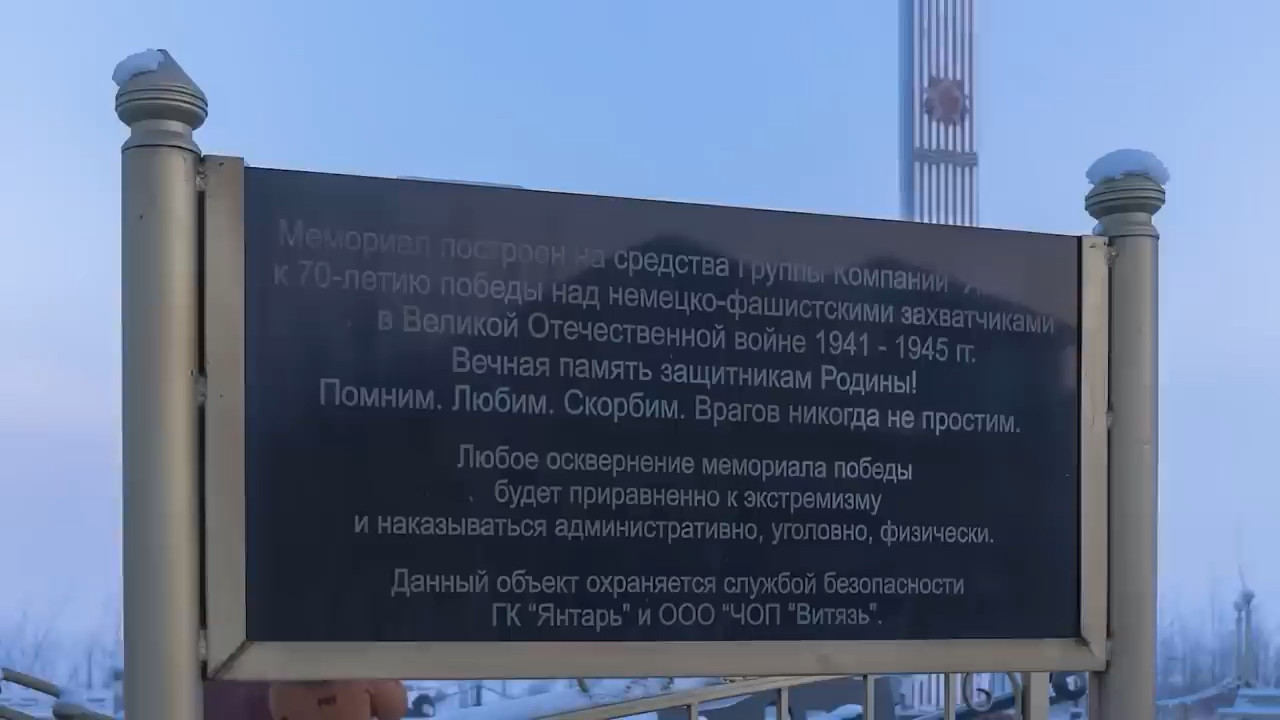 Мемориал построен на средства Группы Компаний
к 70-летию победы над немецко-фашистскими захватчиками
в Великой Отечественной войне 1941 - 1945 гг.
Вечная память защитникам Родины!
Помним. Любим. Скорбим. Врагов никогда не простим.
Любое осквернение мемориала победы
будет приравненно к экстремизму
и наказываться административно, уголовно, физически.
Данный объект охраняется службой безопасности
ГК "Янтарь" и ООО "ЧОП "Витязь".